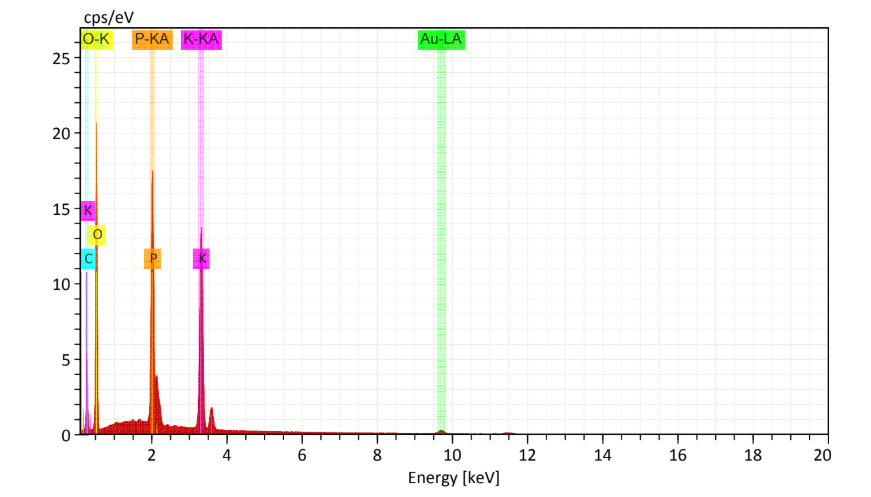 cps/eV
O-K P-KA K-KA Au-LA
25
20
K
15
O
C P K
10
5
0
2 4 6 8 10 12 14 16 18 20
Energy [keV]